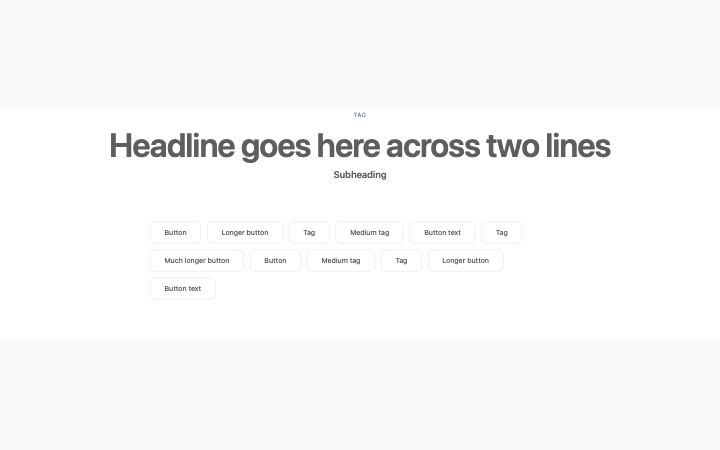 TAG
Headline goes here across two lines
Subheading
Button Longer button Tag Medium tag Button text Tag
Much longer button Button Medium tag Tag Longer button
Button text